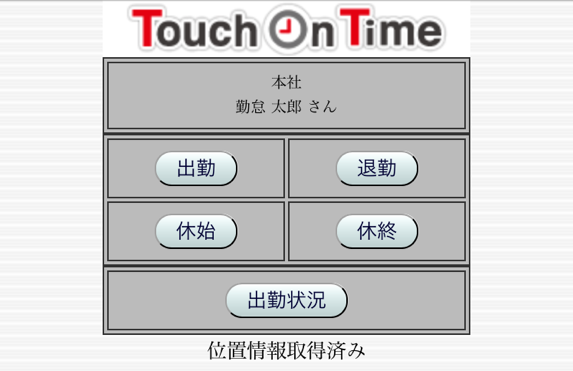 Touch On Time
本社
勤怠 太郎 さん
出勤 退勤
休始 休終
出勤状況
位置情報取得済み